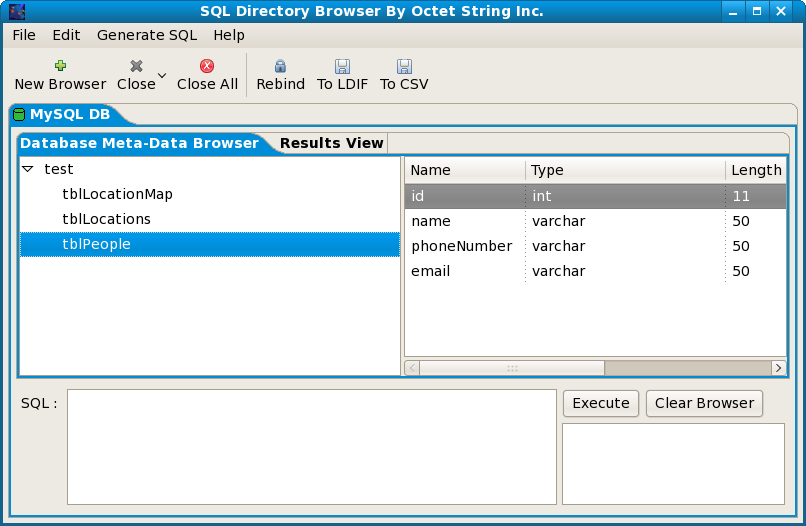 SQL Directory Browser By Octet String Inc.
File Edit Generate SQL Help
New Browser Close Close All Rebind To LDIF To CSV
MySQL DB
Database Meta-Data Browser Results View
test
tblLocationMap
tblLocations
tblPeople
Name Type Length
id int 11
name varchar 50
phoneNumber varchar 50
email varchar 50
SQL : Execute Clear Browser